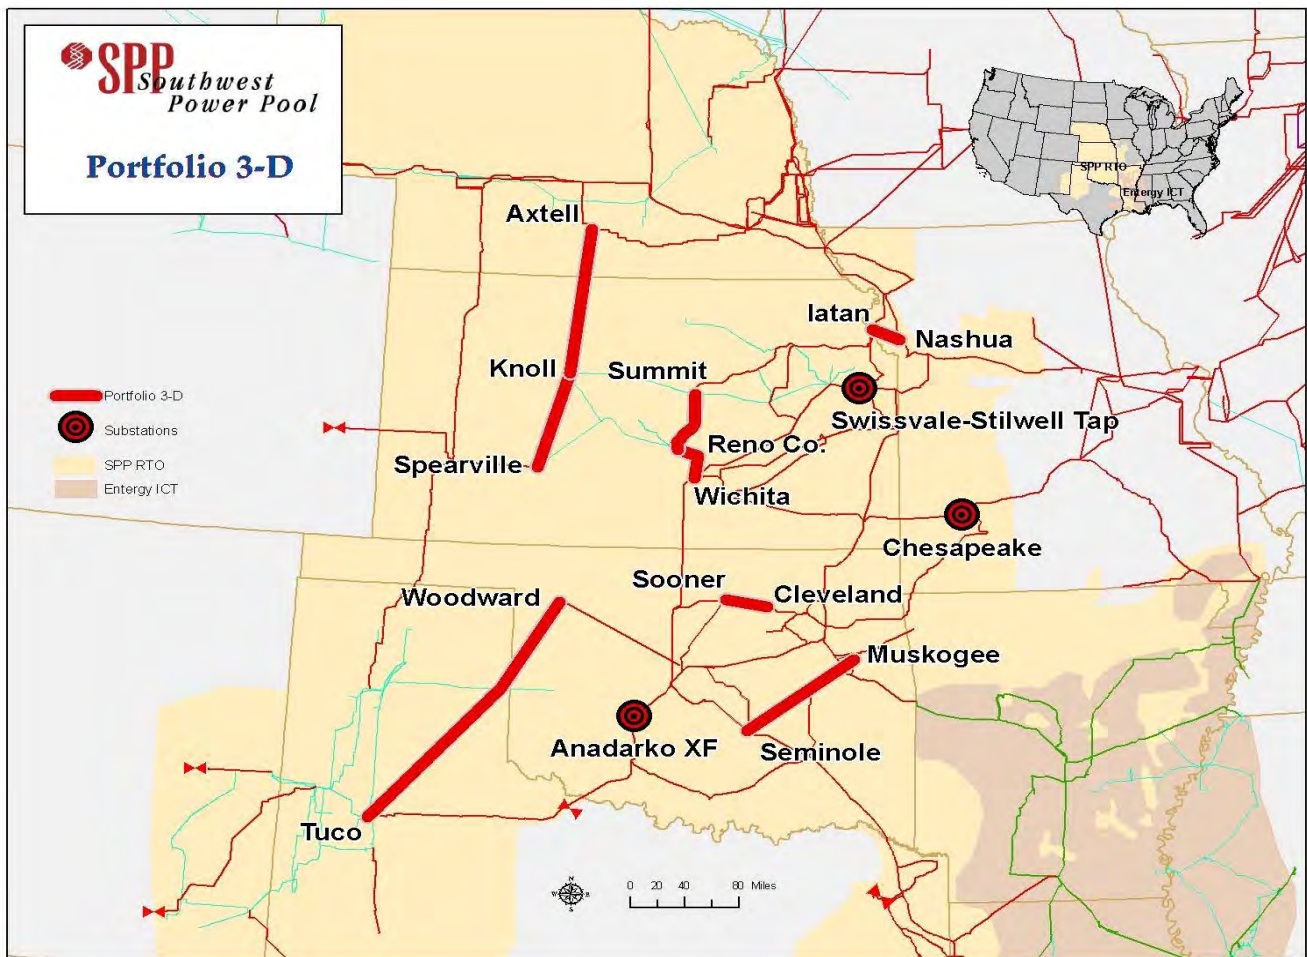 SPP
Southwest
Power Pool
Portfolio 3-D
SPP RTO
Entergy ICT
Axtell
Iatan
Nashua
Knoll
Summit
Portfolio 3-D
Substations
SPP RTO
Entergy ICT
Swissvale-Stilwell Tap
Reno Co.
Spearville
Wichita
Chesapeake
Sooner
Cleveland
Woodward
Muskogee
Anadarko XF
Seminole
Tuco
N
W E
S
0 20 40 80 Miles